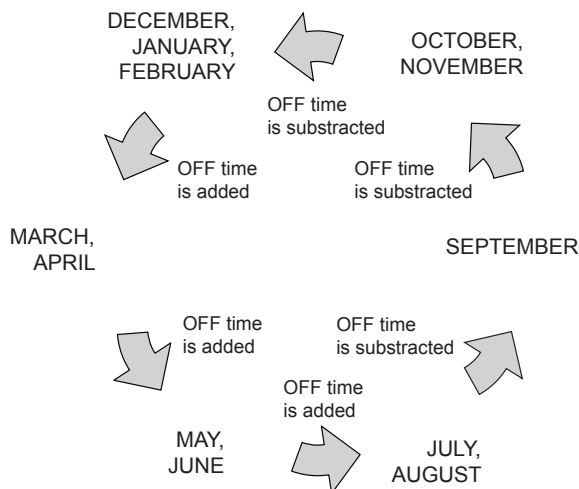 DECEMBER,
JANUARY,
FEBRUARY
OCTOBER,
NOVEMBER
OFF time
is substracted
OFF time
is added
OFF time
is substracted
MARCH,
APRIL
SEPTEMBER
OFF time
is added
OFF time
is substracted
OFF time
is added
MAY,
JUNE
JULY,
AUGUST